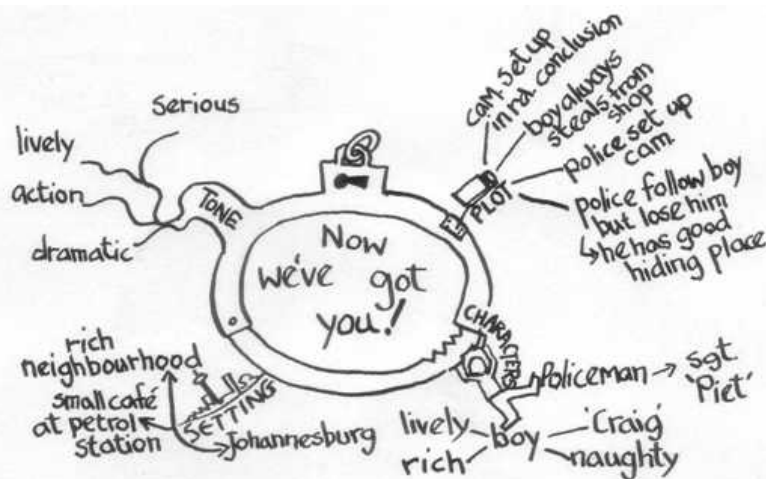 Now
we've got
you!
TONE
serious
lively
action
dramatic
PLOT
cam. set up
in rd. conclusion
boy always
steals from
shop
police set up
cam.
police follow boy
but lose him
↳ he has good
hiding place
CHARACTERS
Policeman → sgt.
'Piet'
boy
lively
rich
'Craig'
naughty
SETTING
rich
neighbourhood
small café
at petrol
station
Johannesburg